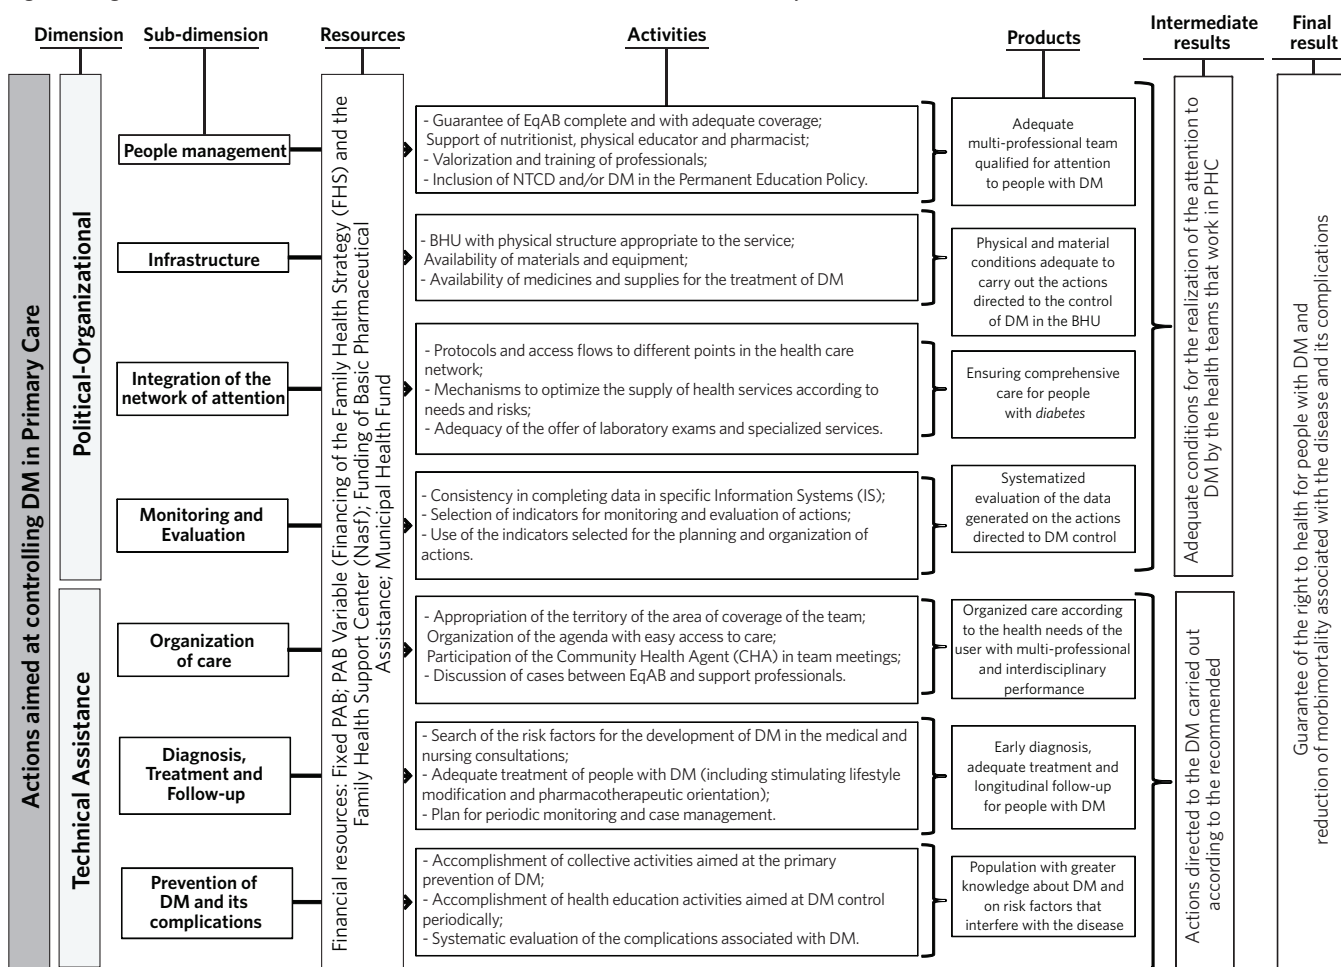 Dimension
Sub-dimension
Resources
Activities
Products
Intermediate
results
Final
result
Actions aimed at controlling DM in Primary Care
Political-Organizational
People management
Infrastructure
Integration of the
network of attention
Monitoring and
Evaluation
Technical Assistance
Organization
of care
Diagnosis,
Treatment and
Follow-up
Prevention of
DM and its
complications
Financial resources: Fixed PAB; PAB Variable (Financing of the Family Health Strategy (FHS) and the
Family Health Support Center (Nasf); Funding of Basic Pharmaceutical
Assistance; Municipal Health Fund
- Guarantee of EqAB complete and with adequate coverage;
Support of nutritionist, physical educator and pharmacist;
- Valorization and training of professionals;
- Inclusion of NTCD and/or DM in the Permanent Education Policy.
- BHU with physical structure appropriate to the service;
Availability of materials and equipment;
- Availability of medicines and supplies for the treatment of DM
- Protocols and access flows to different points in the health care
network;
- Mechanisms to optimize the supply of health services according to
needs and risks;
- Adequacy of the offer of laboratory exams and specialized services.
- Consistency in completing data in specific Information Systems (IS);
- Selection of indicators for monitoring and evaluation of actions;
- Use of the indicators selected for the planning and organization of
actions.
- Appropriation of the territory of the area of coverage of the team;
Organization of the agenda with easy access to care;
Participation of the Community Health Agent (CHA) in team meetings;
- Discussion of cases between EqAB and support professionals.
- Search of the risk factors for the development of DM in the medical and
nursing consultations;
- Adequate treatment of people with DM (including stimulating lifestyle
modification and pharmacotherapeutic orientation);
- Plan for periodic monitoring and case management.
- Accomplishment of collective activities aimed at the primary
prevention of DM;
- Accomplishment of health education activities aimed at DM control
periodically;
- Systematic evaluation of the complications associated with DM.
Adequate
multi-professional team
qualified for attention
to people with DM
Physical and material
conditions adequate to
carry out the actions
directed to the control
of DM in the BHU
Ensuring comprehensive
care for people
with diabetes
Systematized
evaluation of the data
generated on the actions
directed to DM control
Organized care according
to the health needs of the
user with multi-professional
and interdisciplinary
performance
Early diagnosis,
adequate treatment and
longitudinal follow-up
for people with DM
Population with greater
knowledge about DM and
on risk factors that
interfere with the disease
Adequate conditions for the realization of the attention to
DM by the health teams that work in PHC
Actions directed to the DM carried out
according to the recommended
Guarantee of the right to health for people with DM and
reduction of morbimortality associated with the disease and its complications